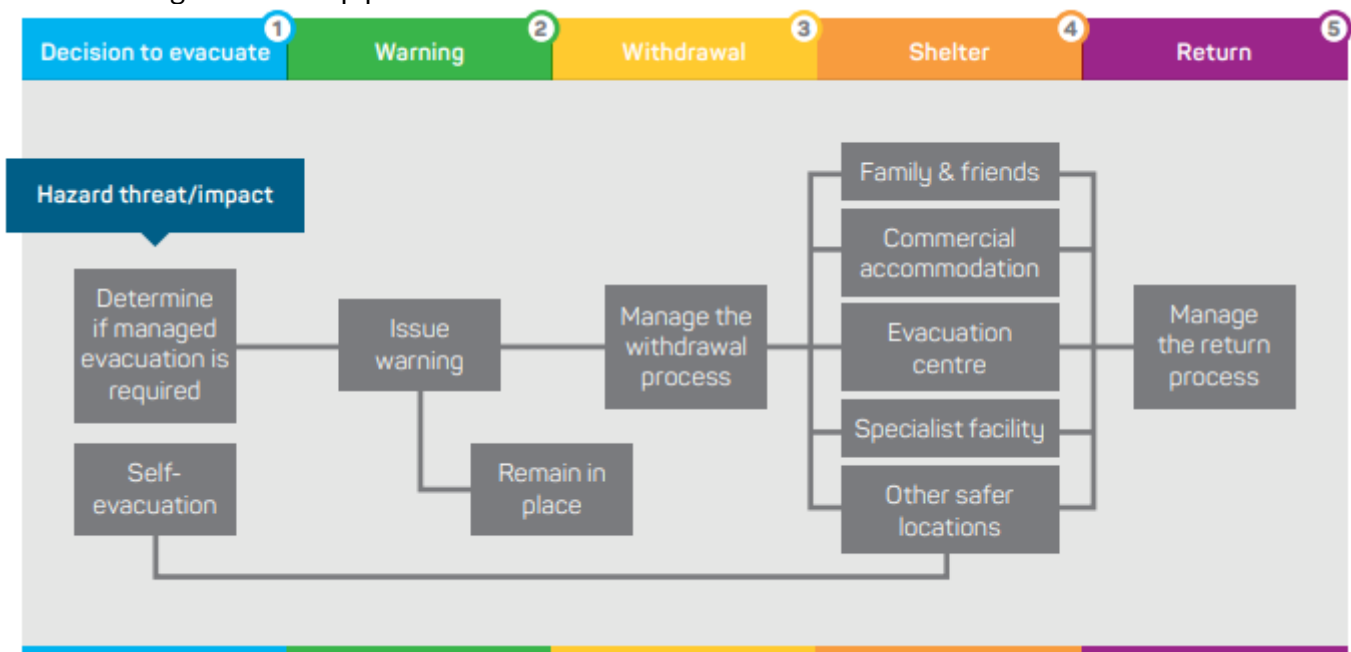 Decision to evacuate
1
Warning
2
Withdrawal
3
Shelter
4
Return
5
Hazard threat/impact
Determine
if managed
evacuation is
required
Self-
evacuation
Issue
warning
Remain in
place
Manage the
withdrawal
process
Family & friends
Commercial
accommodation
Evacuation
centre
Specialist facility
Other safer
locations
Manage
the return
process